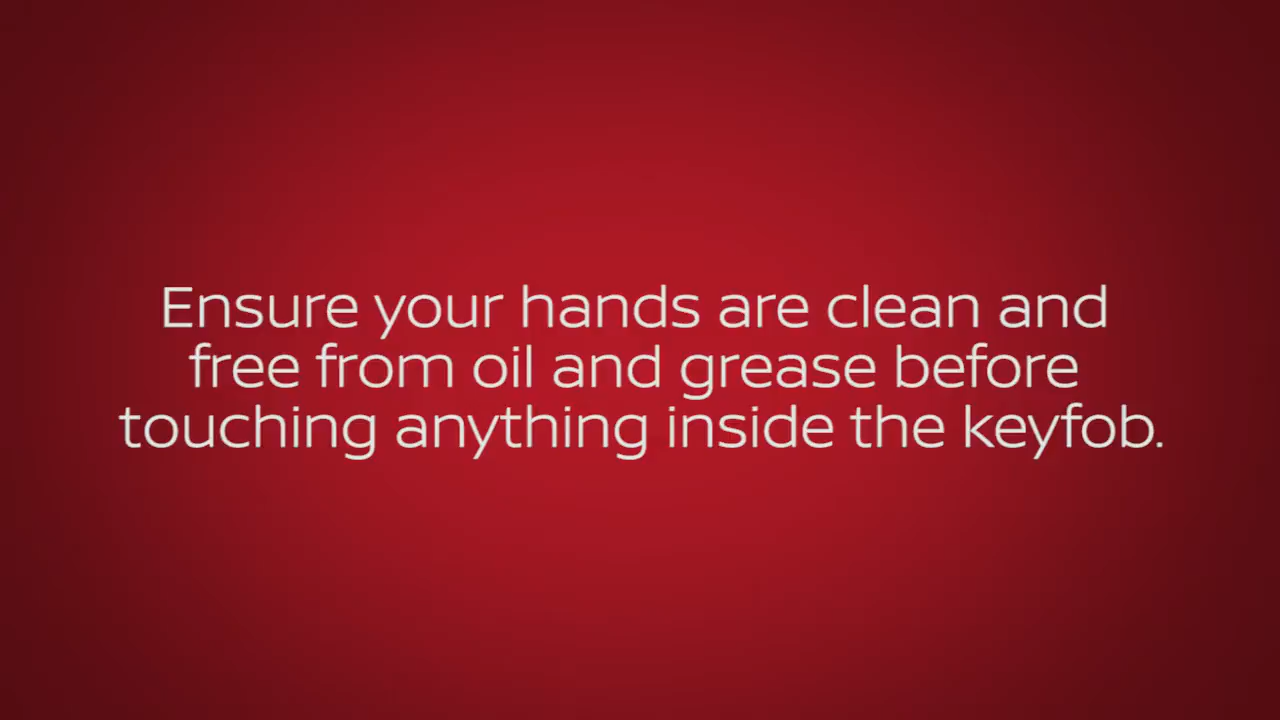 Ensure your hands are clean and
free from oil and grease before
touching anything inside the keyfob.